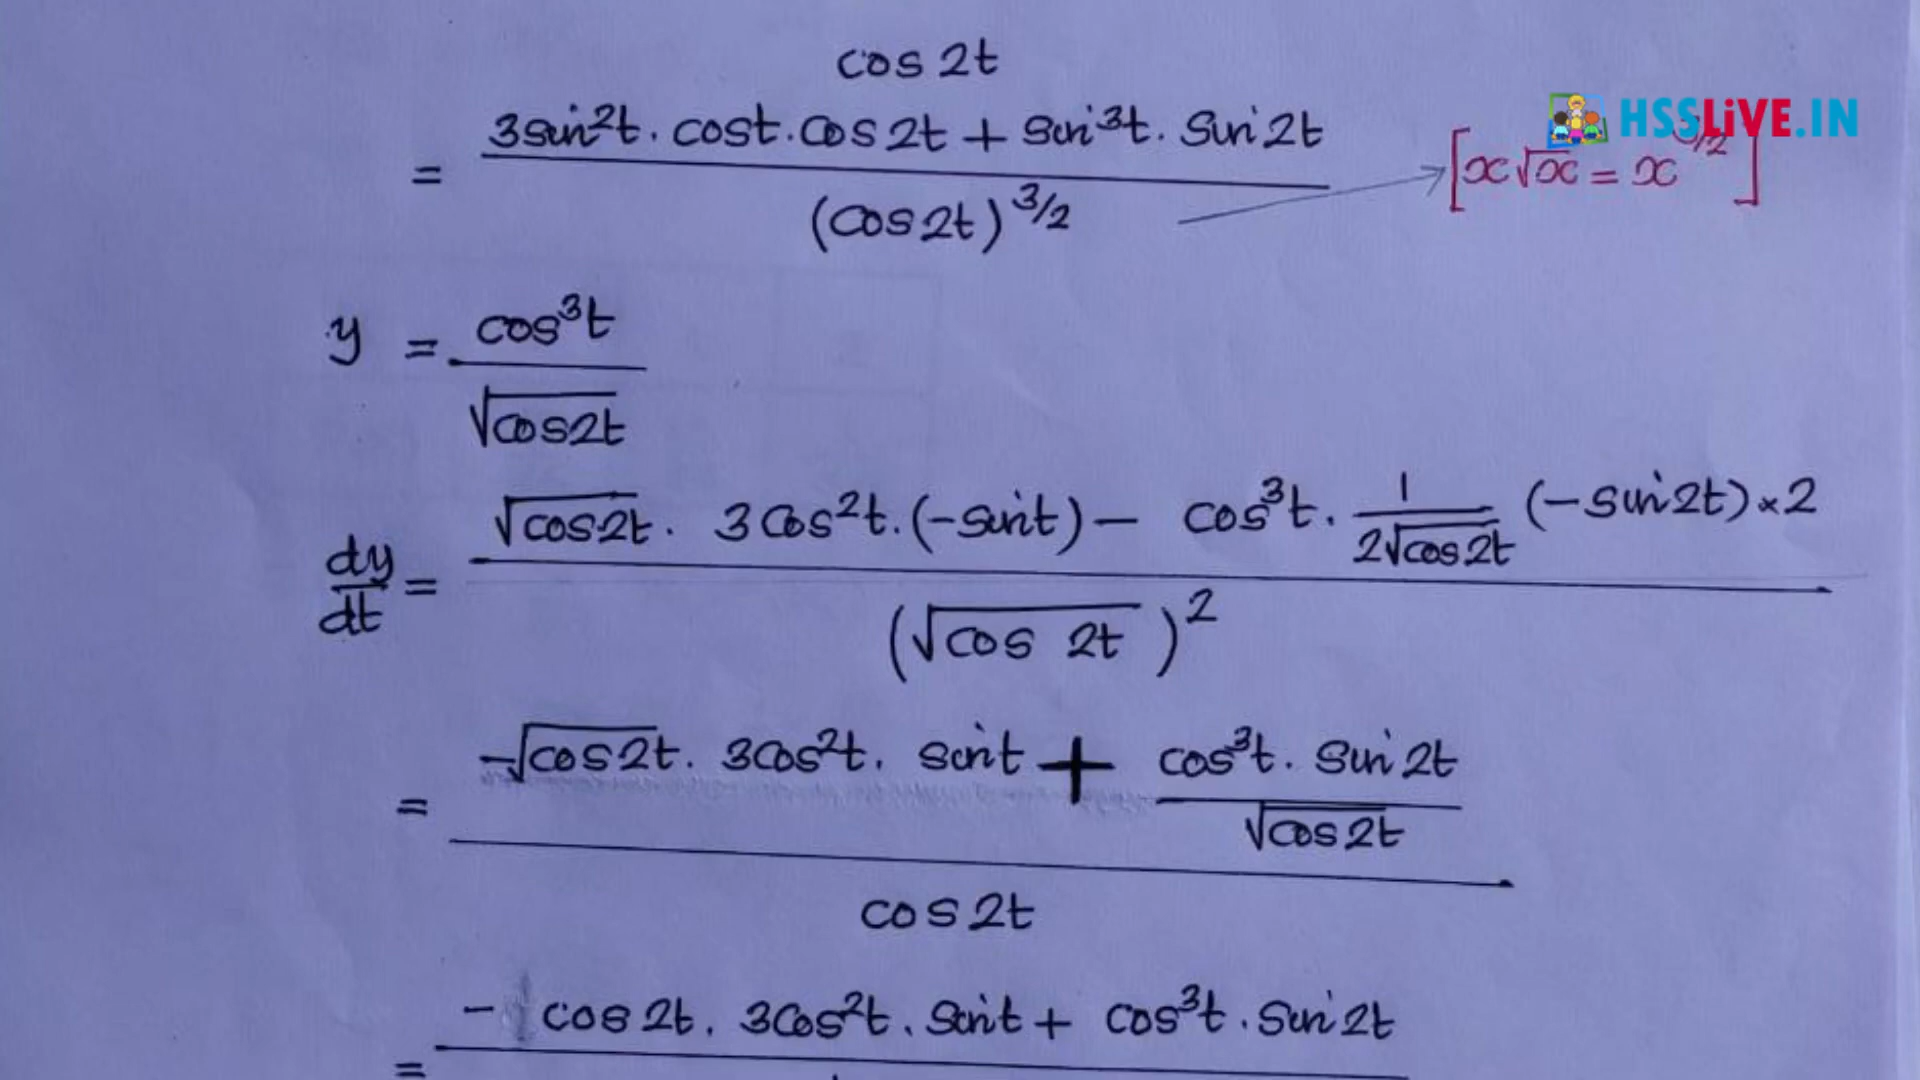 cos 2t
HSSLiVE.IN
= 3sin²t . cost . cos 2t + sin³t . sin 2t / (cos 2t)^3/2 → [x√x = x^3/2]
y = cos³t / √cos2t
dy/dt = √cos2t . 3cos²t . (-sint) - cos³t . 1/2√cos2t (-sin2t) × 2 / (√cos 2t)²
= -√cos2t . 3cos²t . sint + cos³t . sin 2t / √cos2t / cos 2t
= - cos 2t . 3cos²t . sint + cos³t . sin 2t